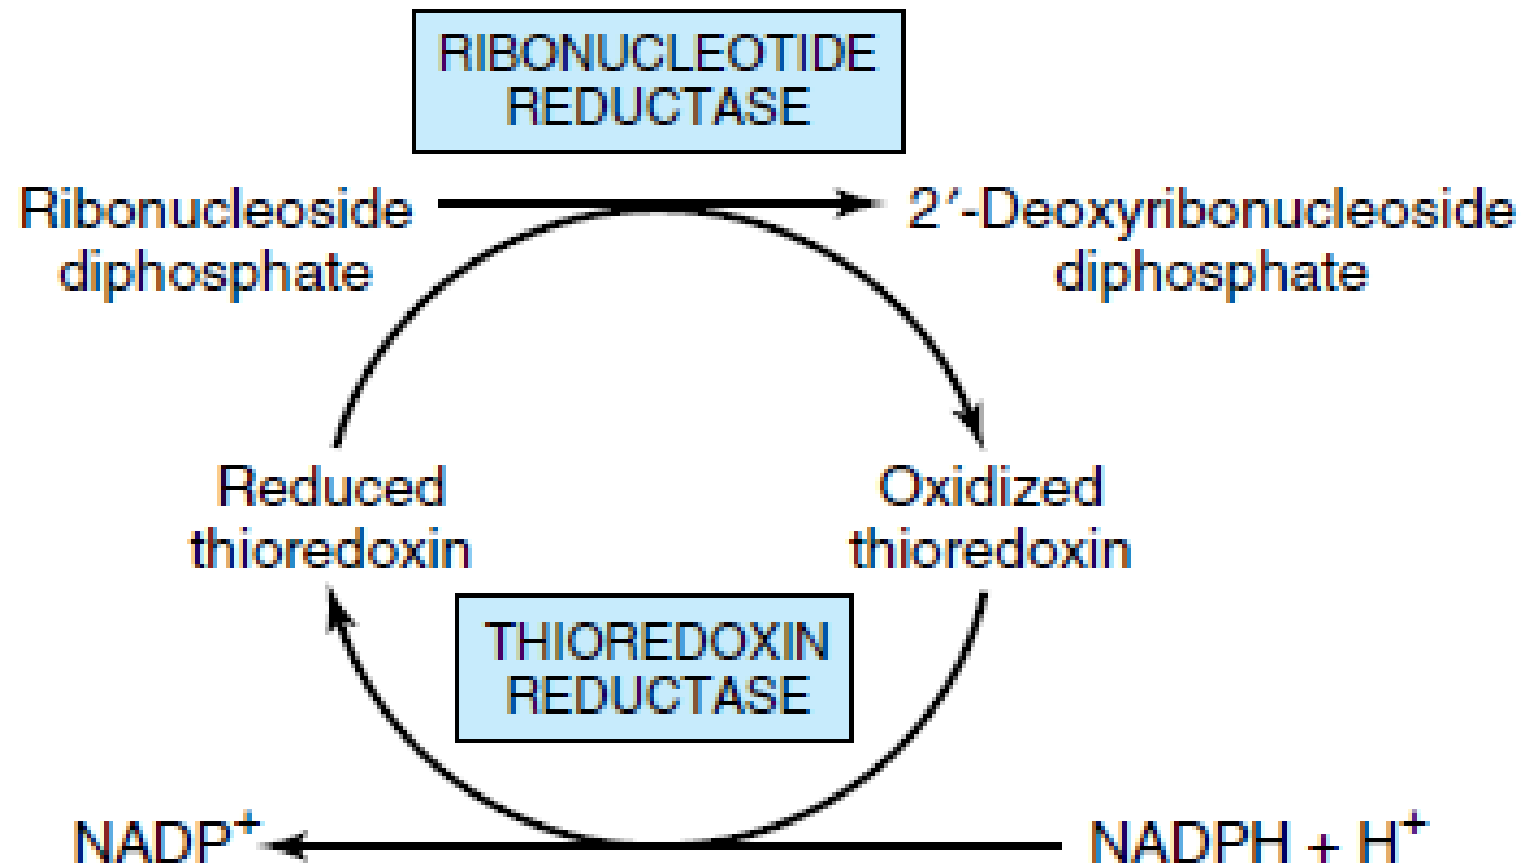 RIBONUCLEOTIDE
REDUCTASE
Ribonucleoside
diphosphate
2′-Deoxyribonucleoside
diphosphate
Reduced
thioredoxin
Oxidized
thioredoxin
THIOREDOXIN
REDUCTASE
NADP⁺
NADPH + H⁺